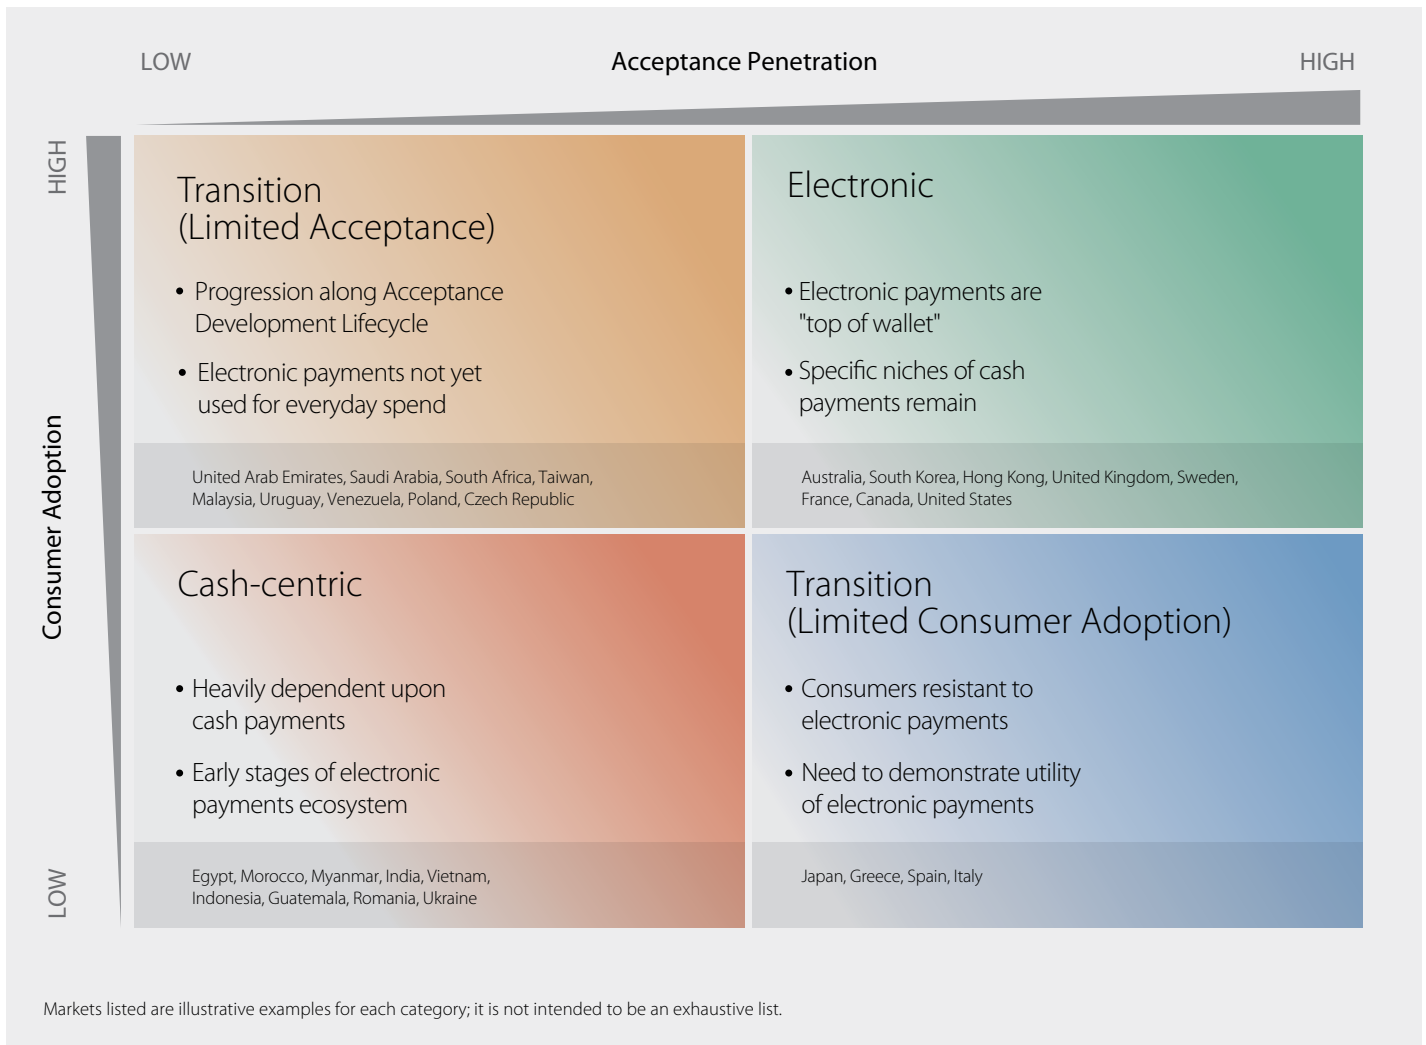 LOW
Acceptance Penetration
HIGH
HIGH
Consumer Adoption
LOW
Transition
(Limited Acceptance)
• Progression along Acceptance
Development Lifecycle
• Electronic payments not yet
used for everyday spend
United Arab Emirates, Saudi Arabia, South Africa, Taiwan,
Malaysia, Uruguay, Venezuela, Poland, Czech Republic
Electronic
• Electronic payments are
"top of wallet"
• Specific niches of cash
payments remain
Australia, South Korea, Hong Kong, United Kingdom, Sweden,
France, Canada, United States
Cash-centric
• Heavily dependent upon
cash payments
• Early stages of electronic
payments ecosystem
Egypt, Morocco, Myanmar, India, Vietnam,
Indonesia, Guatemala, Romania, Ukraine
Transition
(Limited Consumer Adoption)
• Consumers resistant to
electronic payments
• Need to demonstrate utility
of electronic payments
Japan, Greece, Spain, Italy
Markets listed are illustrative examples for each category; it is not intended to be an exhaustive list.